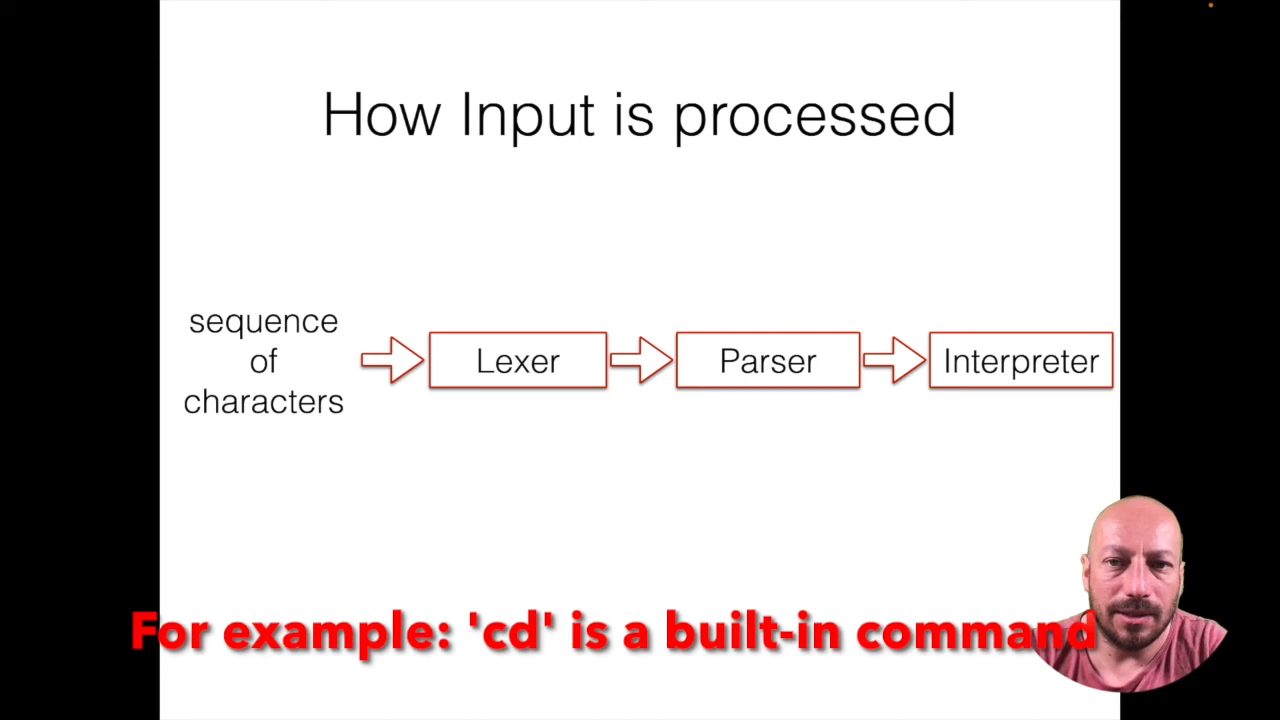 How Input is processed
sequence
of
characters
Lexer
Parser
Interpreter
For example: 'cd' is a built-in command